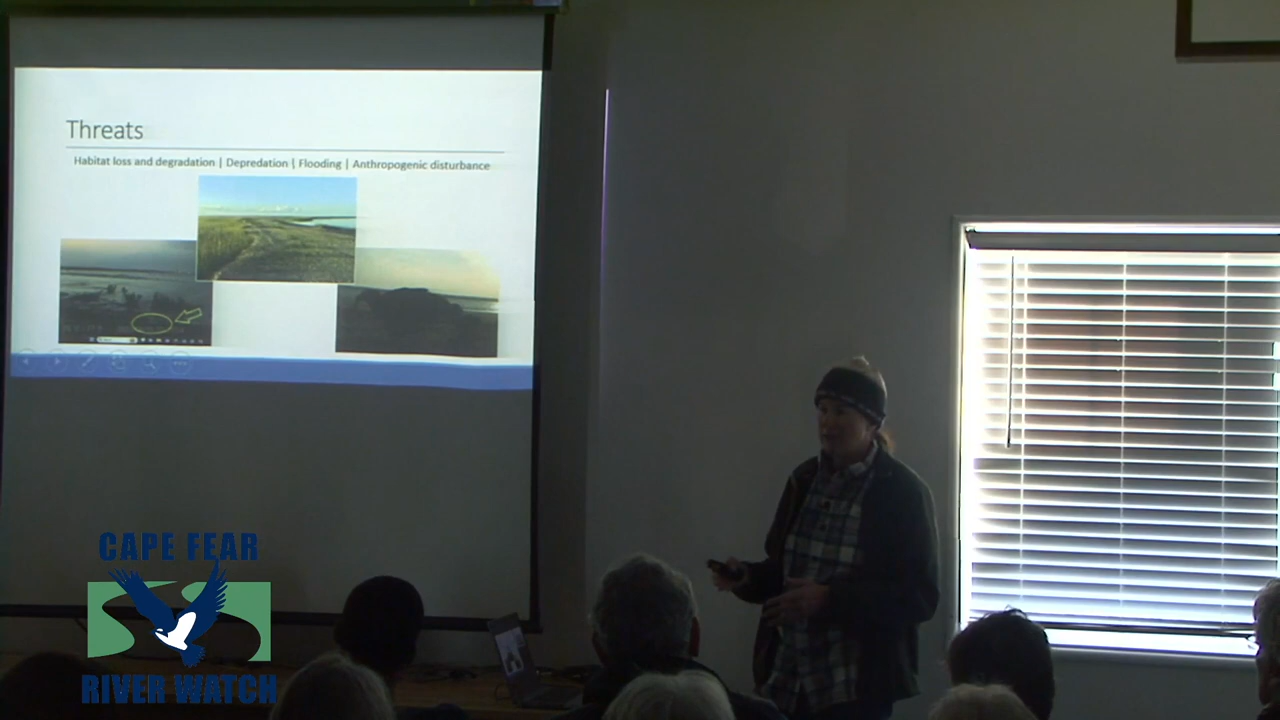 Threats
Habitat loss and degradation | Depredation | Flooding | Anthropogenic disturbance
CAPE FEAR
RIVER WATCH